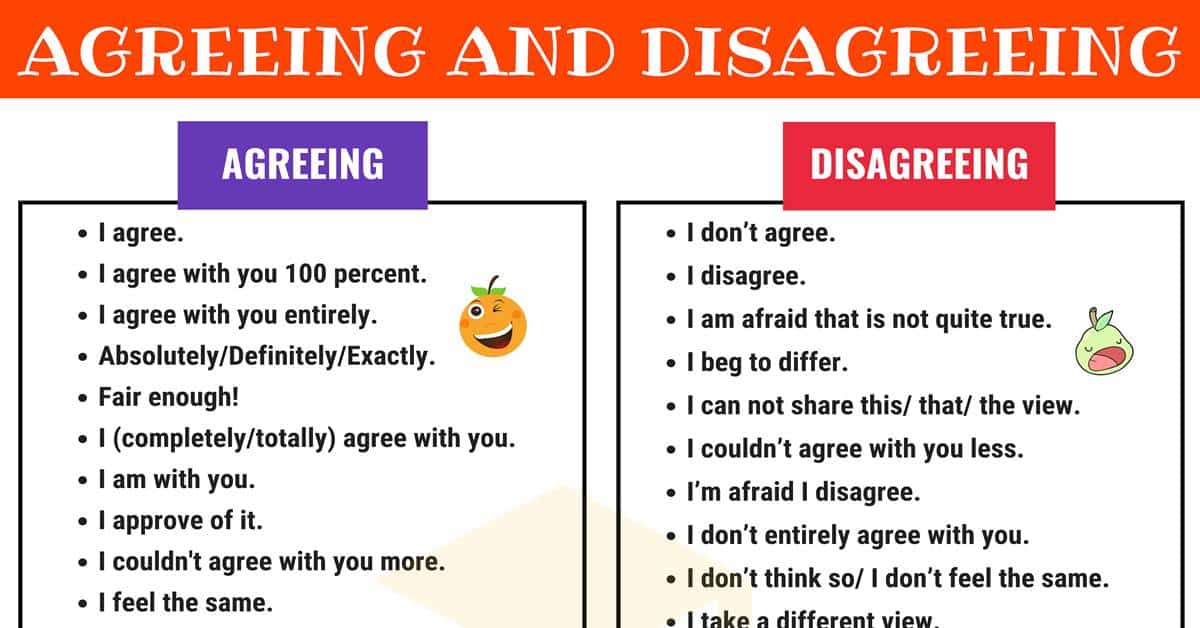 AGREEING AND DISAGREEING
AGREEING
I agree.
I agree with you 100 percent.
I agree with you entirely.
Absolutely/Definitely/Exactly.
Fair enough!
I (completely/totally) agree with you.
I am with you.
I approve of it.
I couldn't agree with you more.
I feel the same.
DISAGREEING
I don’t agree.
I disagree.
I am afraid that is not quite true.
I beg to differ.
I can not share this/ that/ the view.
I couldn’t agree with you less.
I’m afraid I disagree.
I don’t entirely agree with you.
I don’t think so/ I don’t feel the same.
I take a different view.